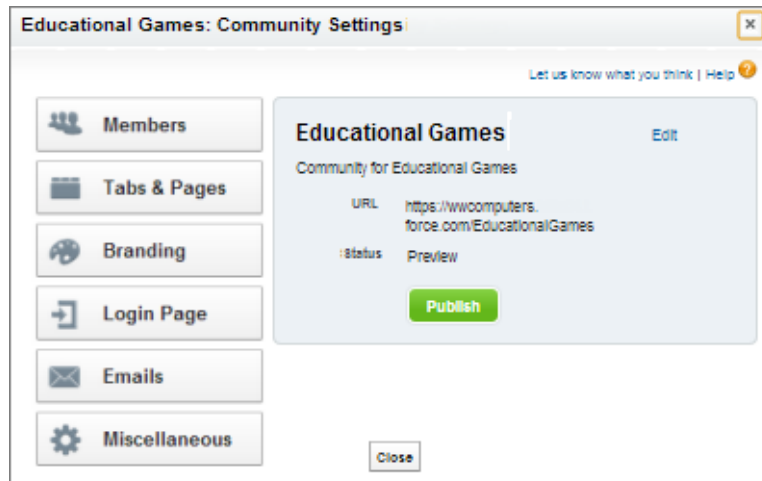 Educational Games: Community Settings
Let us know what you think | Help
Members
Tabs & Pages
Branding
Login Page
Emails
Miscellaneous
Educational Games Edit
Community for Educational Games
URL https://wwcomputers.
force.com/EducationalGames
Status Preview
Publish
Close